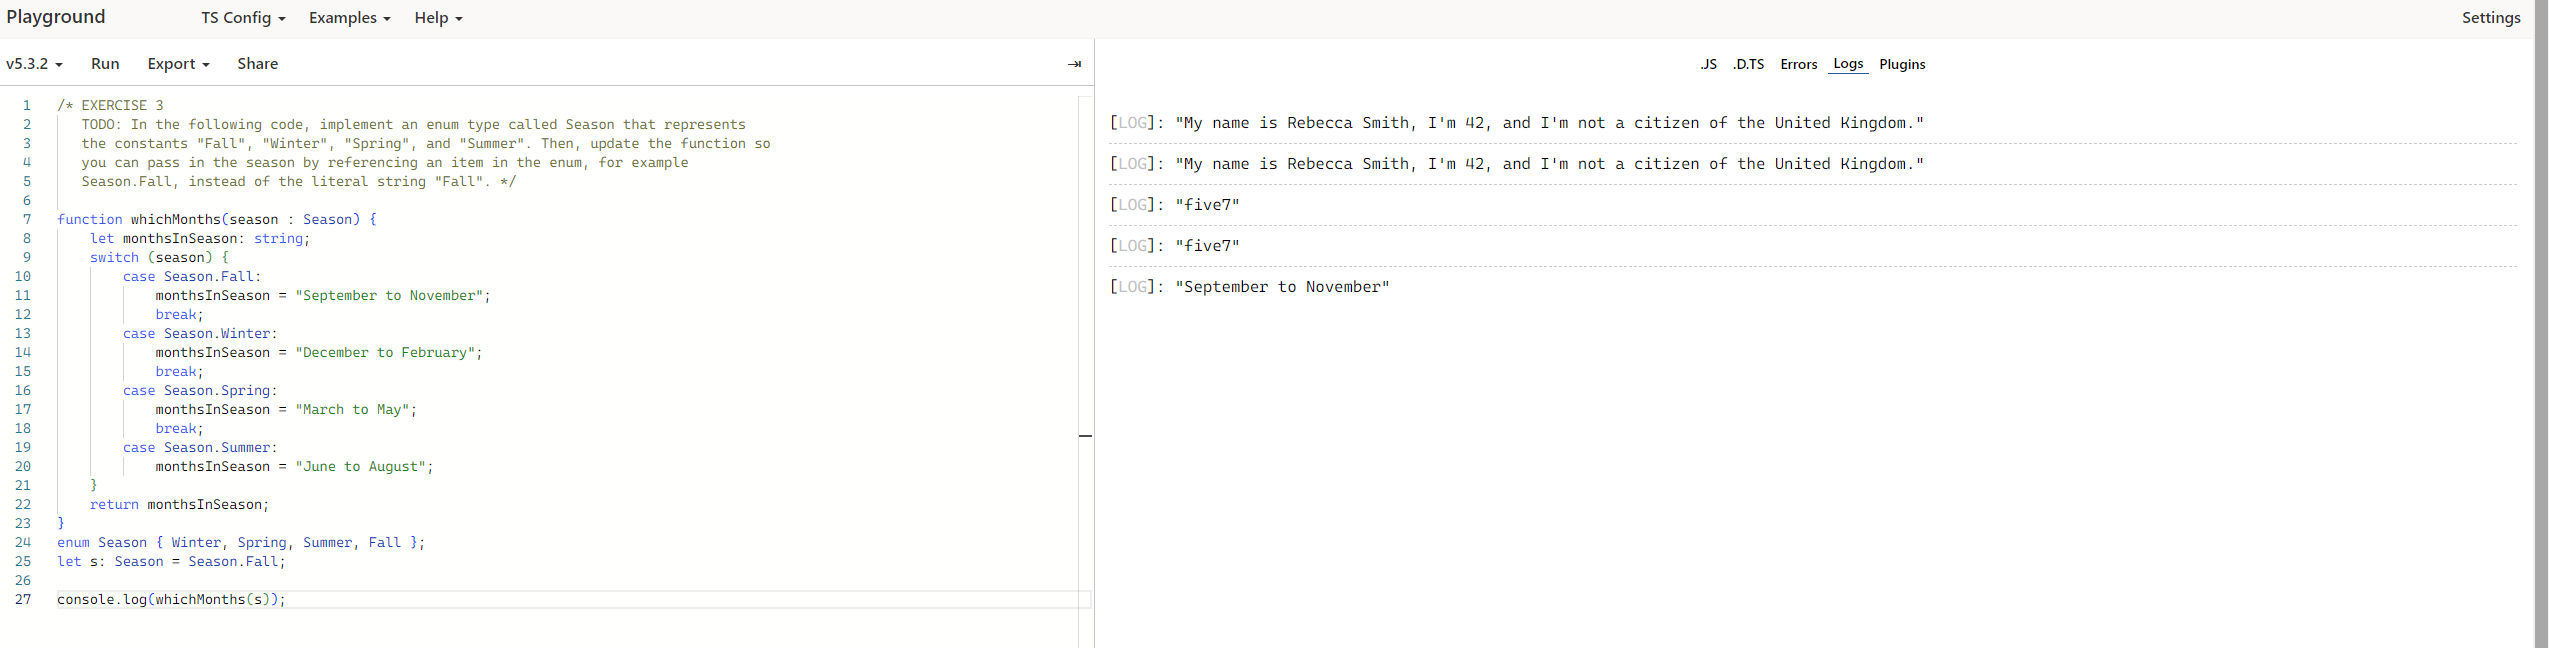 Playground TS Config Examples Help Settings
v5.3.2 Run Export Share
.JS .D.TS Errors Logs Plugins
1 /* EXERCISE 3
2 TODO: In the following code, implement an enum type called Season that represents
3 the constants "Fall", "Winter", "Spring", and "Summer". Then, update the function so
4 you can pass in the season by referencing an item in the enum, for example
5 Season.Fall, instead of the literal string "Fall". */
6
7 function whichMonths(season : Season) {
8 let monthsInSeason: string;
9 switch (season) {
10 case Season.Fall:
11 monthsInSeason = "September to November";
12 break;
13 case Season.Winter:
14 monthsInSeason = "December to February";
15 break;
16 case Season.Spring:
17 monthsInSeason = "March to May";
18 break;
19 case Season.Summer:
20 monthsInSeason = "June to August";
21 }
22 return monthsInSeason;
23 }
24 enum Season { Winter, Spring, Summer, Fall };
25 let s: Season = Season.Fall;
26
27 console.log(whichMonths(s));
[LOG]: "My name is Rebecca Smith, I'm 42, and I'm not a citizen of the United Kingdom."
[LOG]: "My name is Rebecca Smith, I'm 42, and I'm not a citizen of the United Kingdom."
[LOG]: "five7"
[LOG]: "five7"
[LOG]: "September to November"